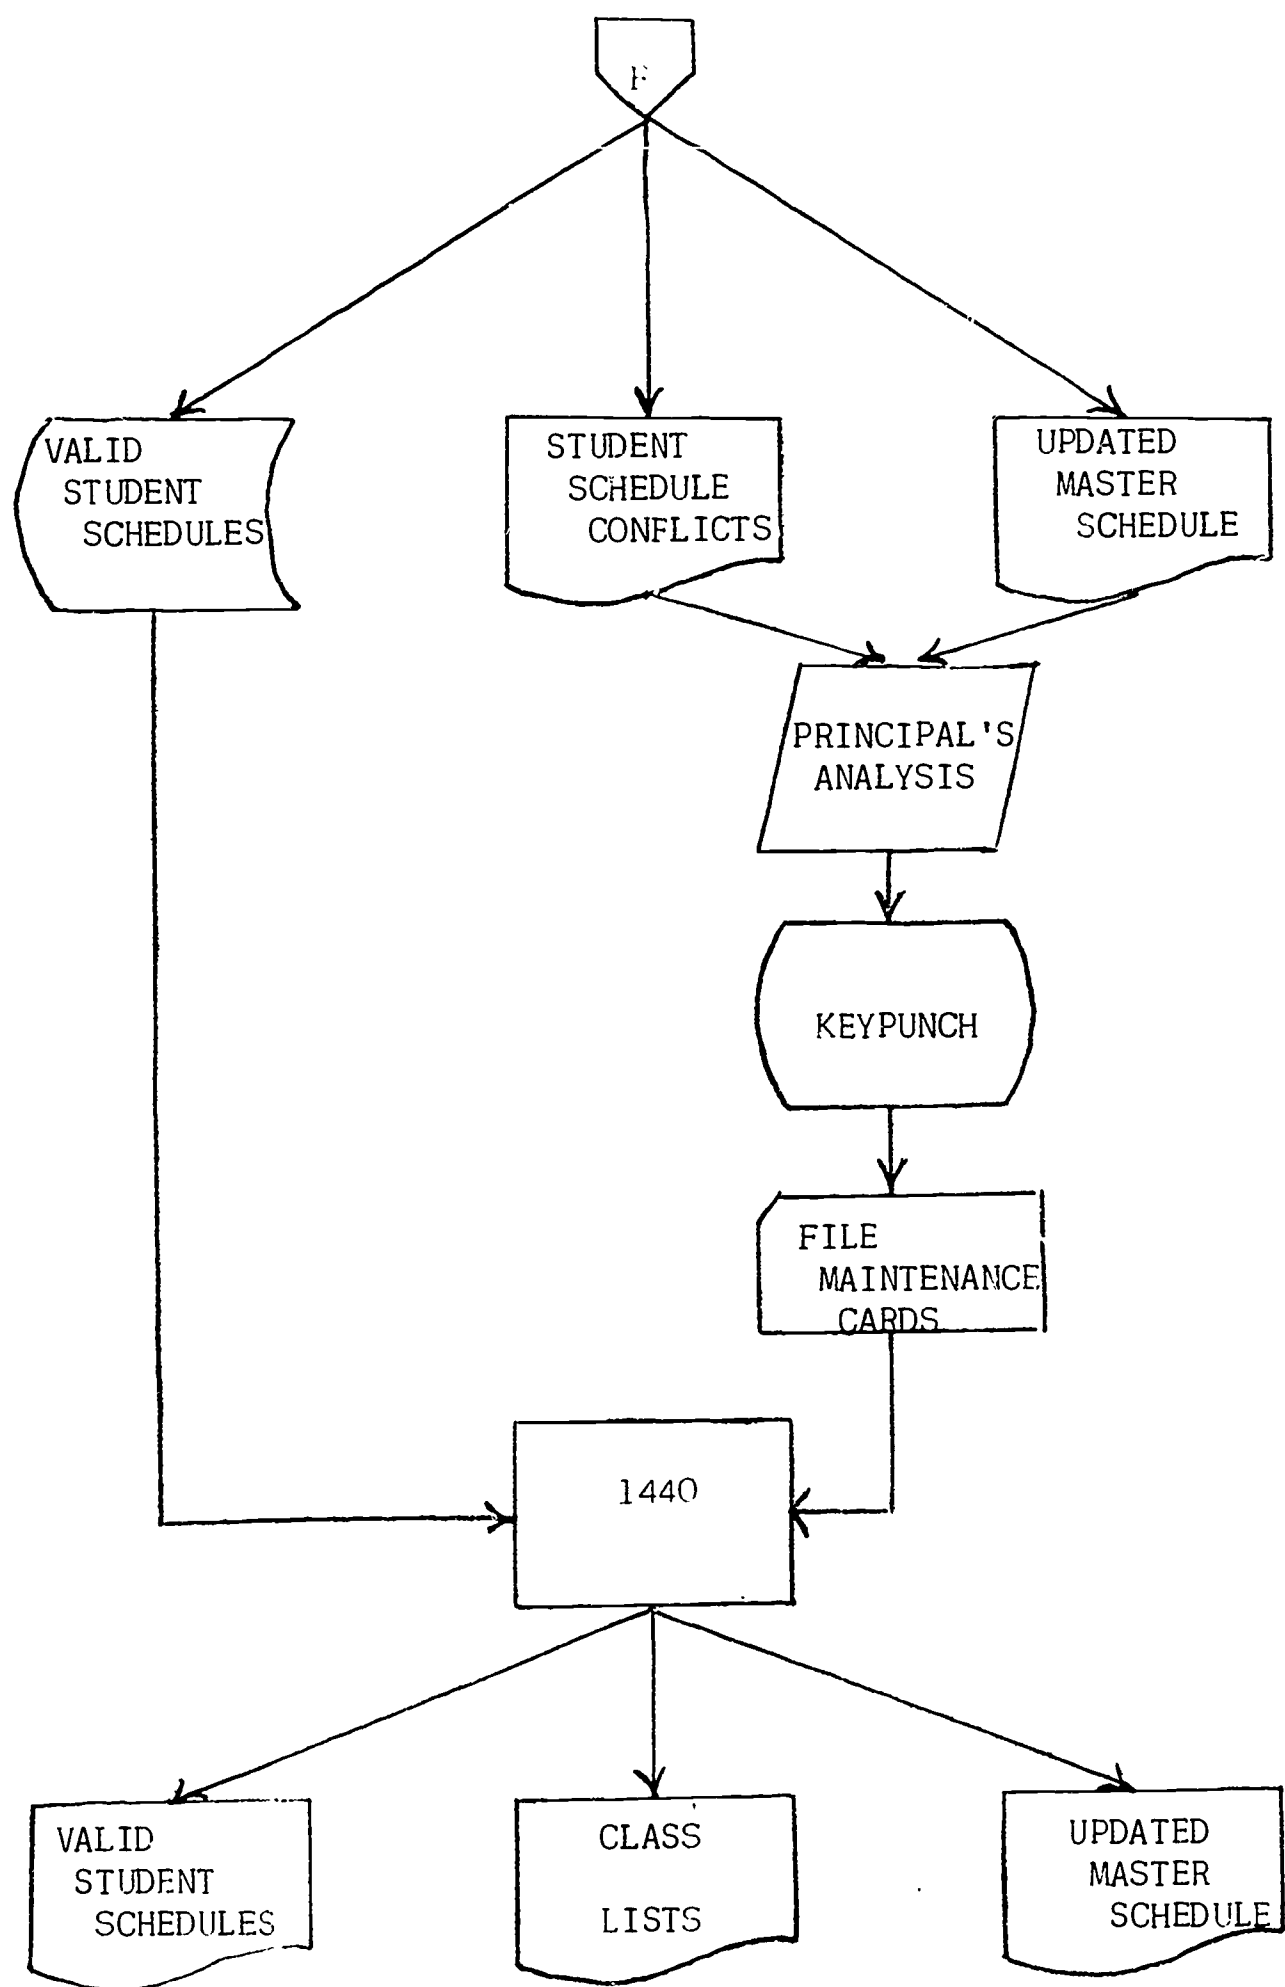 F
VALID
STUDENT
SCHEDULES
STUDENT
SCHEDULE
CONFLICTS
UPDATED
MASTER
SCHEDULE
PRINCIPAL'S
ANALYSIS
KEYPUNCH
FILE
MAINTENANCE
CARDS
1440
VALID
STUDENT
SCHEDULES
CLASS
LISTS
UPDATED
MASTER
SCHEDULE